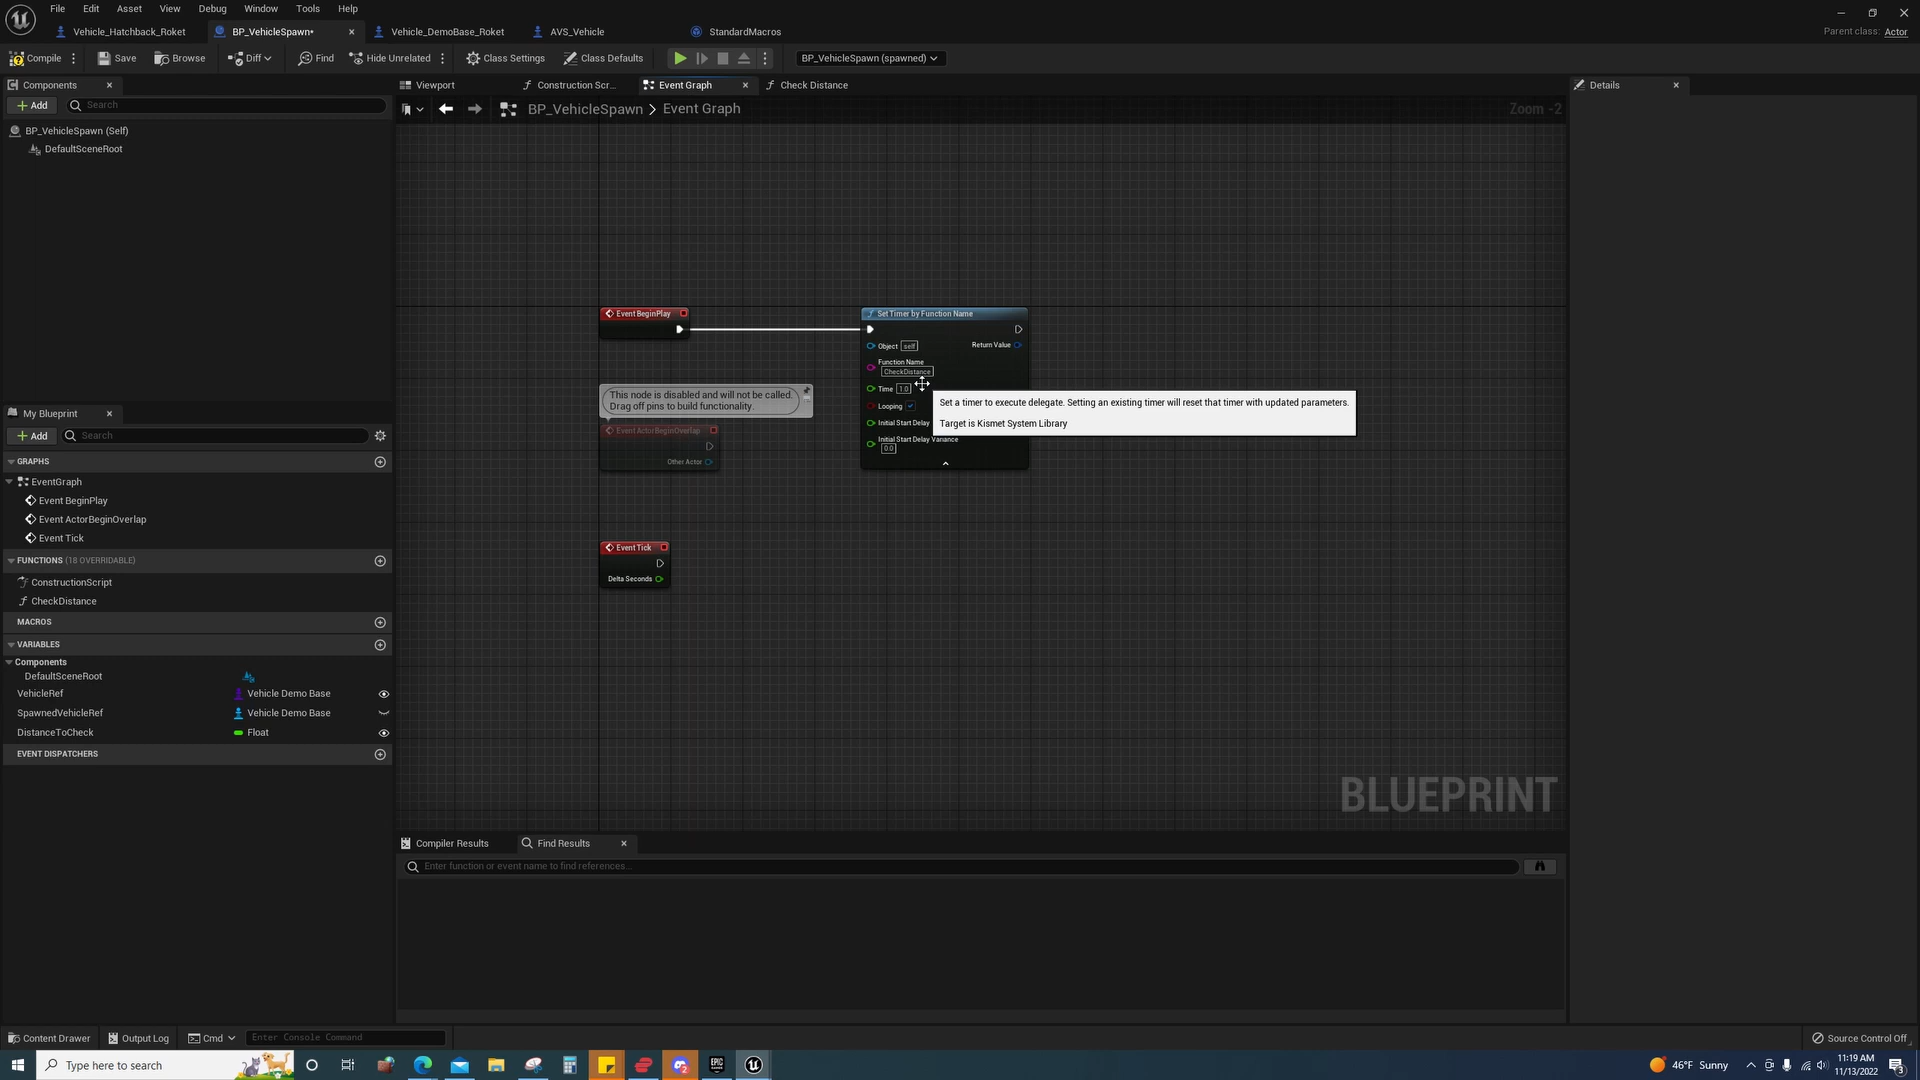 File Edit Asset View Debug Window Tools Help
Vehicle_Hatchback_Roket BP_VehicleSpawn* Vehicle_DemoBase_Roket AVS_Vehicle StandardMacros
Parent class: Actor
Compile Save Browse Diff Find Hide Unrelated Class Settings Class Defaults BP_VehicleSpawn (spawned)
Components
Add Search
BP_VehicleSpawn (Self)
DefaultSceneRoot
Viewport Construction Scr... Event Graph Check Distance
BP_VehicleSpawn > Event Graph
Zoom -2
Details
Event BeginPlay
Set Timer by Function Name
Object self Return Value
Function Name
CheckDistance
Time 1.0
Looping
Initial Start Delay
Initial Start Delay Variance
0.0
Set a timer to execute delegate. Setting an existing timer will reset that timer with updated parameters.
Target is Kismet System Library
This node is disabled and will not be called.
Drag off pins to build functionality.
Event ActorBeginOverlap
Other Actor
Event Tick
Delta Seconds
BLUEPRINT
My Blueprint
Add Search
GRAPHS
EventGraph
Event BeginPlay
Event ActorBeginOverlap
Event Tick
FUNCTIONS (18 OVERRIDABLE)
ConstructionScript
CheckDistance
MACROS
VARIABLES
Components
DefaultSceneRoot
VehicleRef Vehicle Demo Base
SpawnedVehicleRef Vehicle Demo Base
DistanceToCheck Float
EVENT DISPATCHERS
Compiler Results Find Results
Enter function or event name to find references...
Content Drawer Output Log Cmd Enter Console Command
Source Control Off
Type here to search
EPIC GAMES
46°F Sunny
11:19 AM
11/13/2022
3